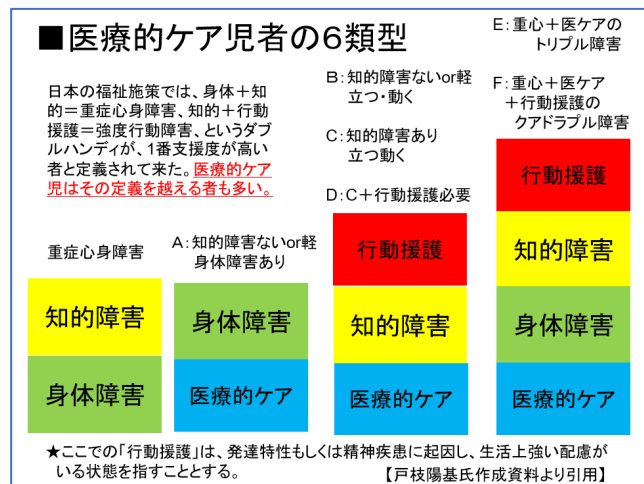 ■医療的ケア児者の6類型
日本の福祉施策では、身体+知
的=重症心身障害、知的+行動
援護=強度行動障害、というダブ
ルハンディが、1番支援度が高い
者と定義されて来た。医療的ケア
児はその定義を越える者も多い。
重症心身障害
知的障害
身体障害
A:知的障害ないor軽
身体障害あり
身体障害
医療的ケア
B:知的障害ないor軽
立つ・動く
C:知的障害あり
立つ動く
D:C+行動援護必要
行動援護
知的障害
医療的ケア
E:重心+医ケアの
トリプル障害
F:重心+医ケア
+行動援護の
クアドラプル障害
行動援護
知的障害
身体障害
医療的ケア
★ここでの「行動援護」は、発達特性もしくは精神疾患に起因し、生活上強い配慮が
いる状態を指すこととする。
【戸枝陽基氏作成資料より引用】